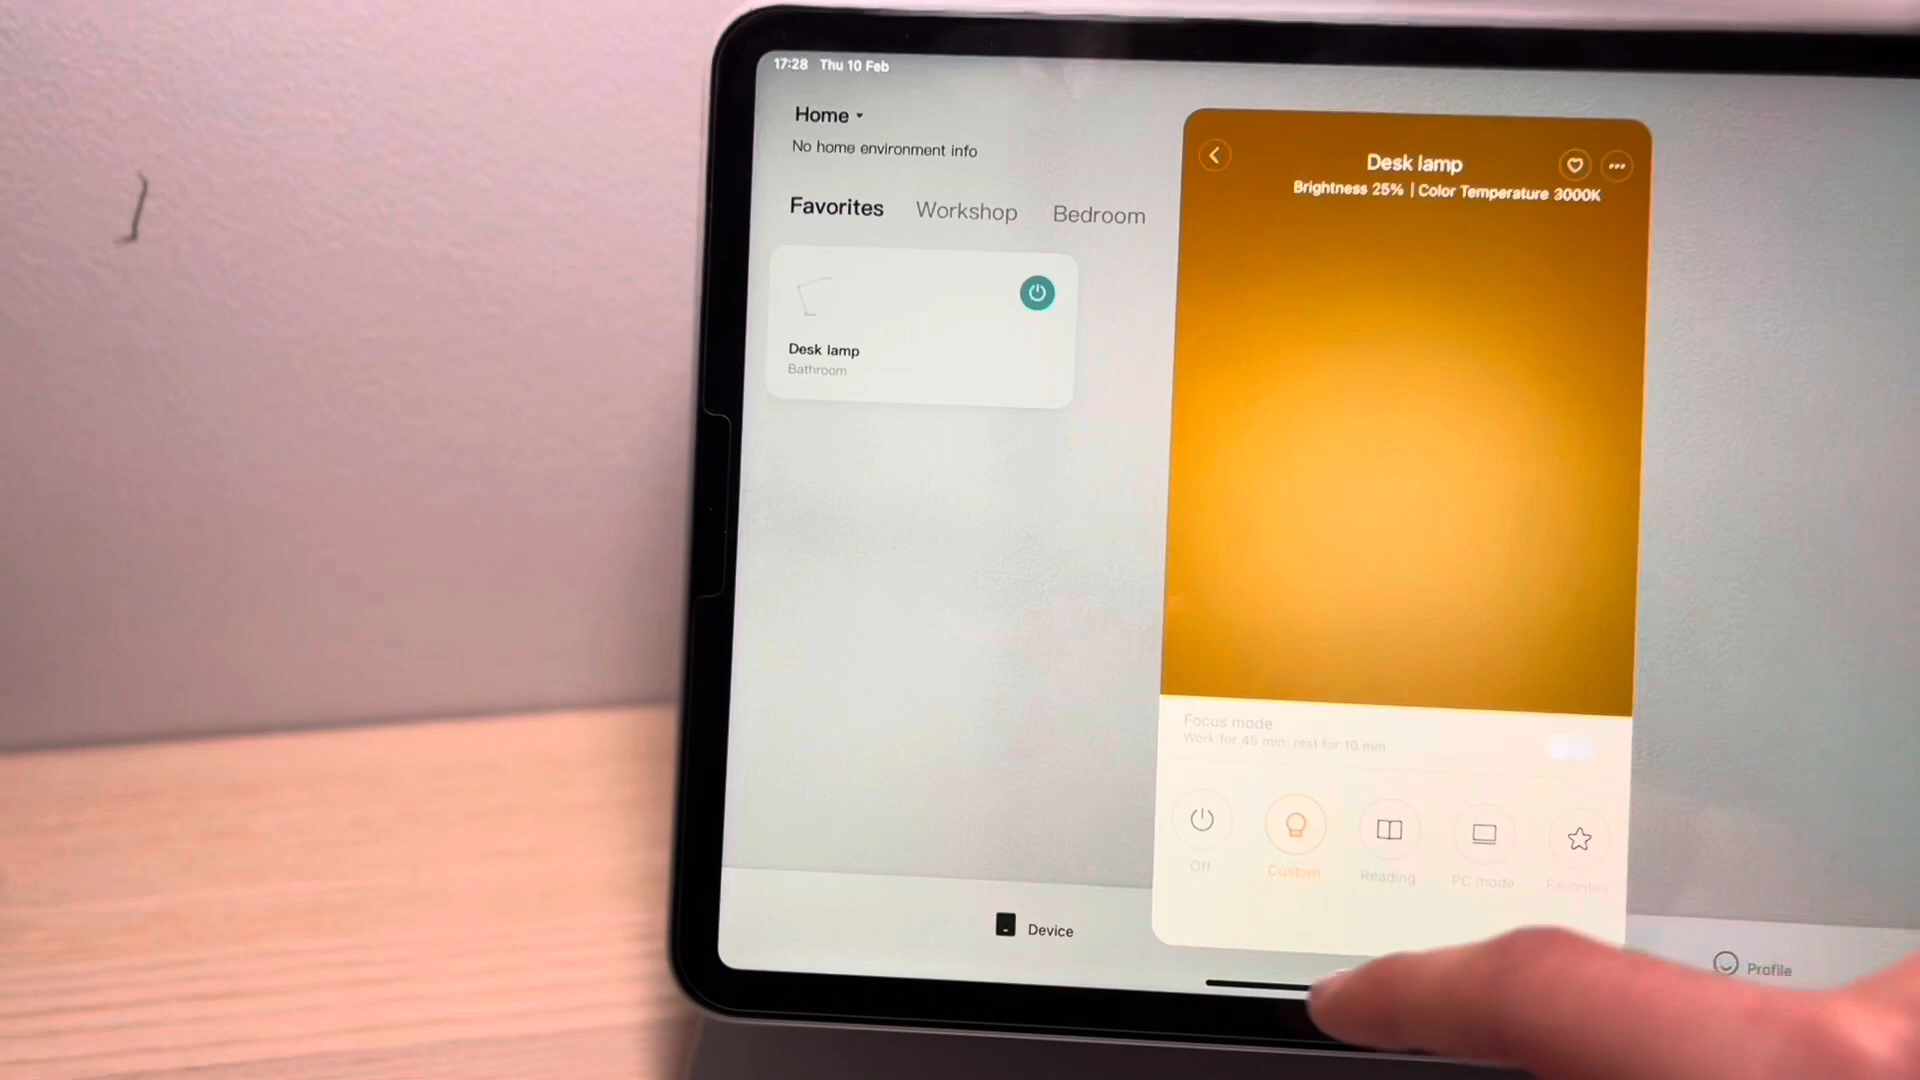 17:28 Thu 10 Feb
Home
No home environment info
Favorites Workshop Bedroom
Desk lamp
Bathroom
Device
Desk lamp
Brightness 25% | Color Temperature 3000K
Focus mode
Work for 45 min, rest for 10 min
Off Custom Reading PC mode Favorites
Profile